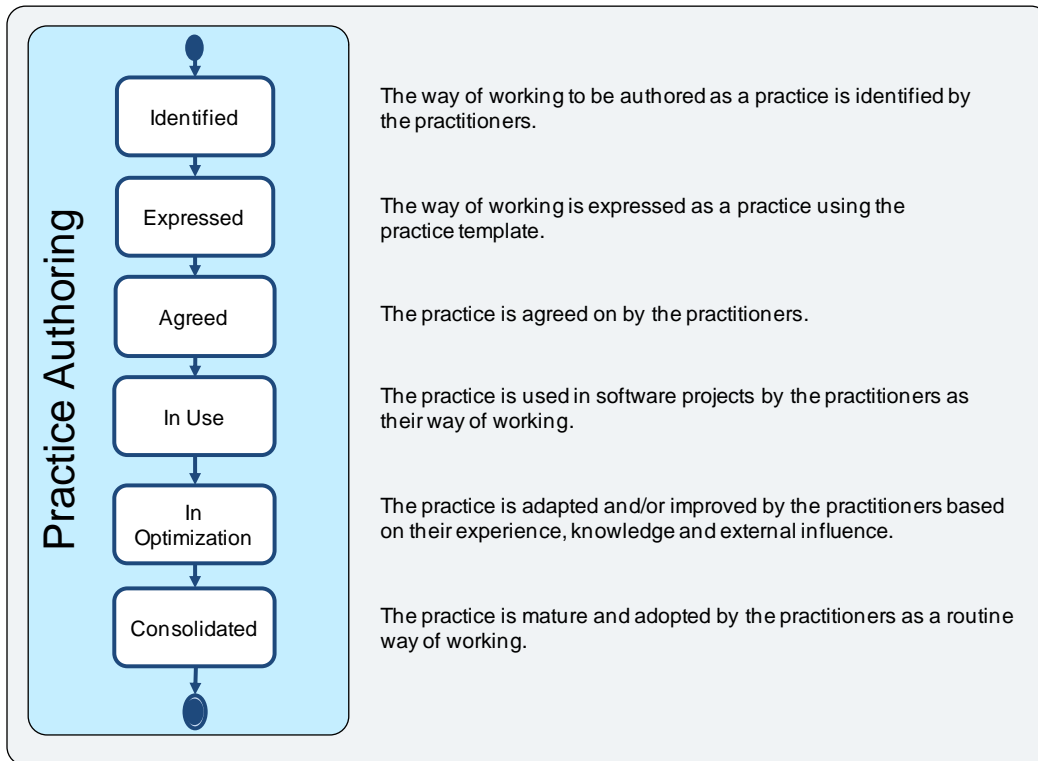 Practice Authoring
Identified
The way of working to be authored as a practice is identified by
the practitioners.
Expressed
The way of working is expressed as a practice using the
practice template.
Agreed
The practice is agreed on by the practitioners.
In Use
The practice is used in software projects by the practitioners as
their way of working.
In
Optimization
The practice is adapted and/or improved by the practitioners based
on their experience, knowledge and external influence.
Consolidated
The practice is mature and adopted by the practitioners as a routine
way of working.